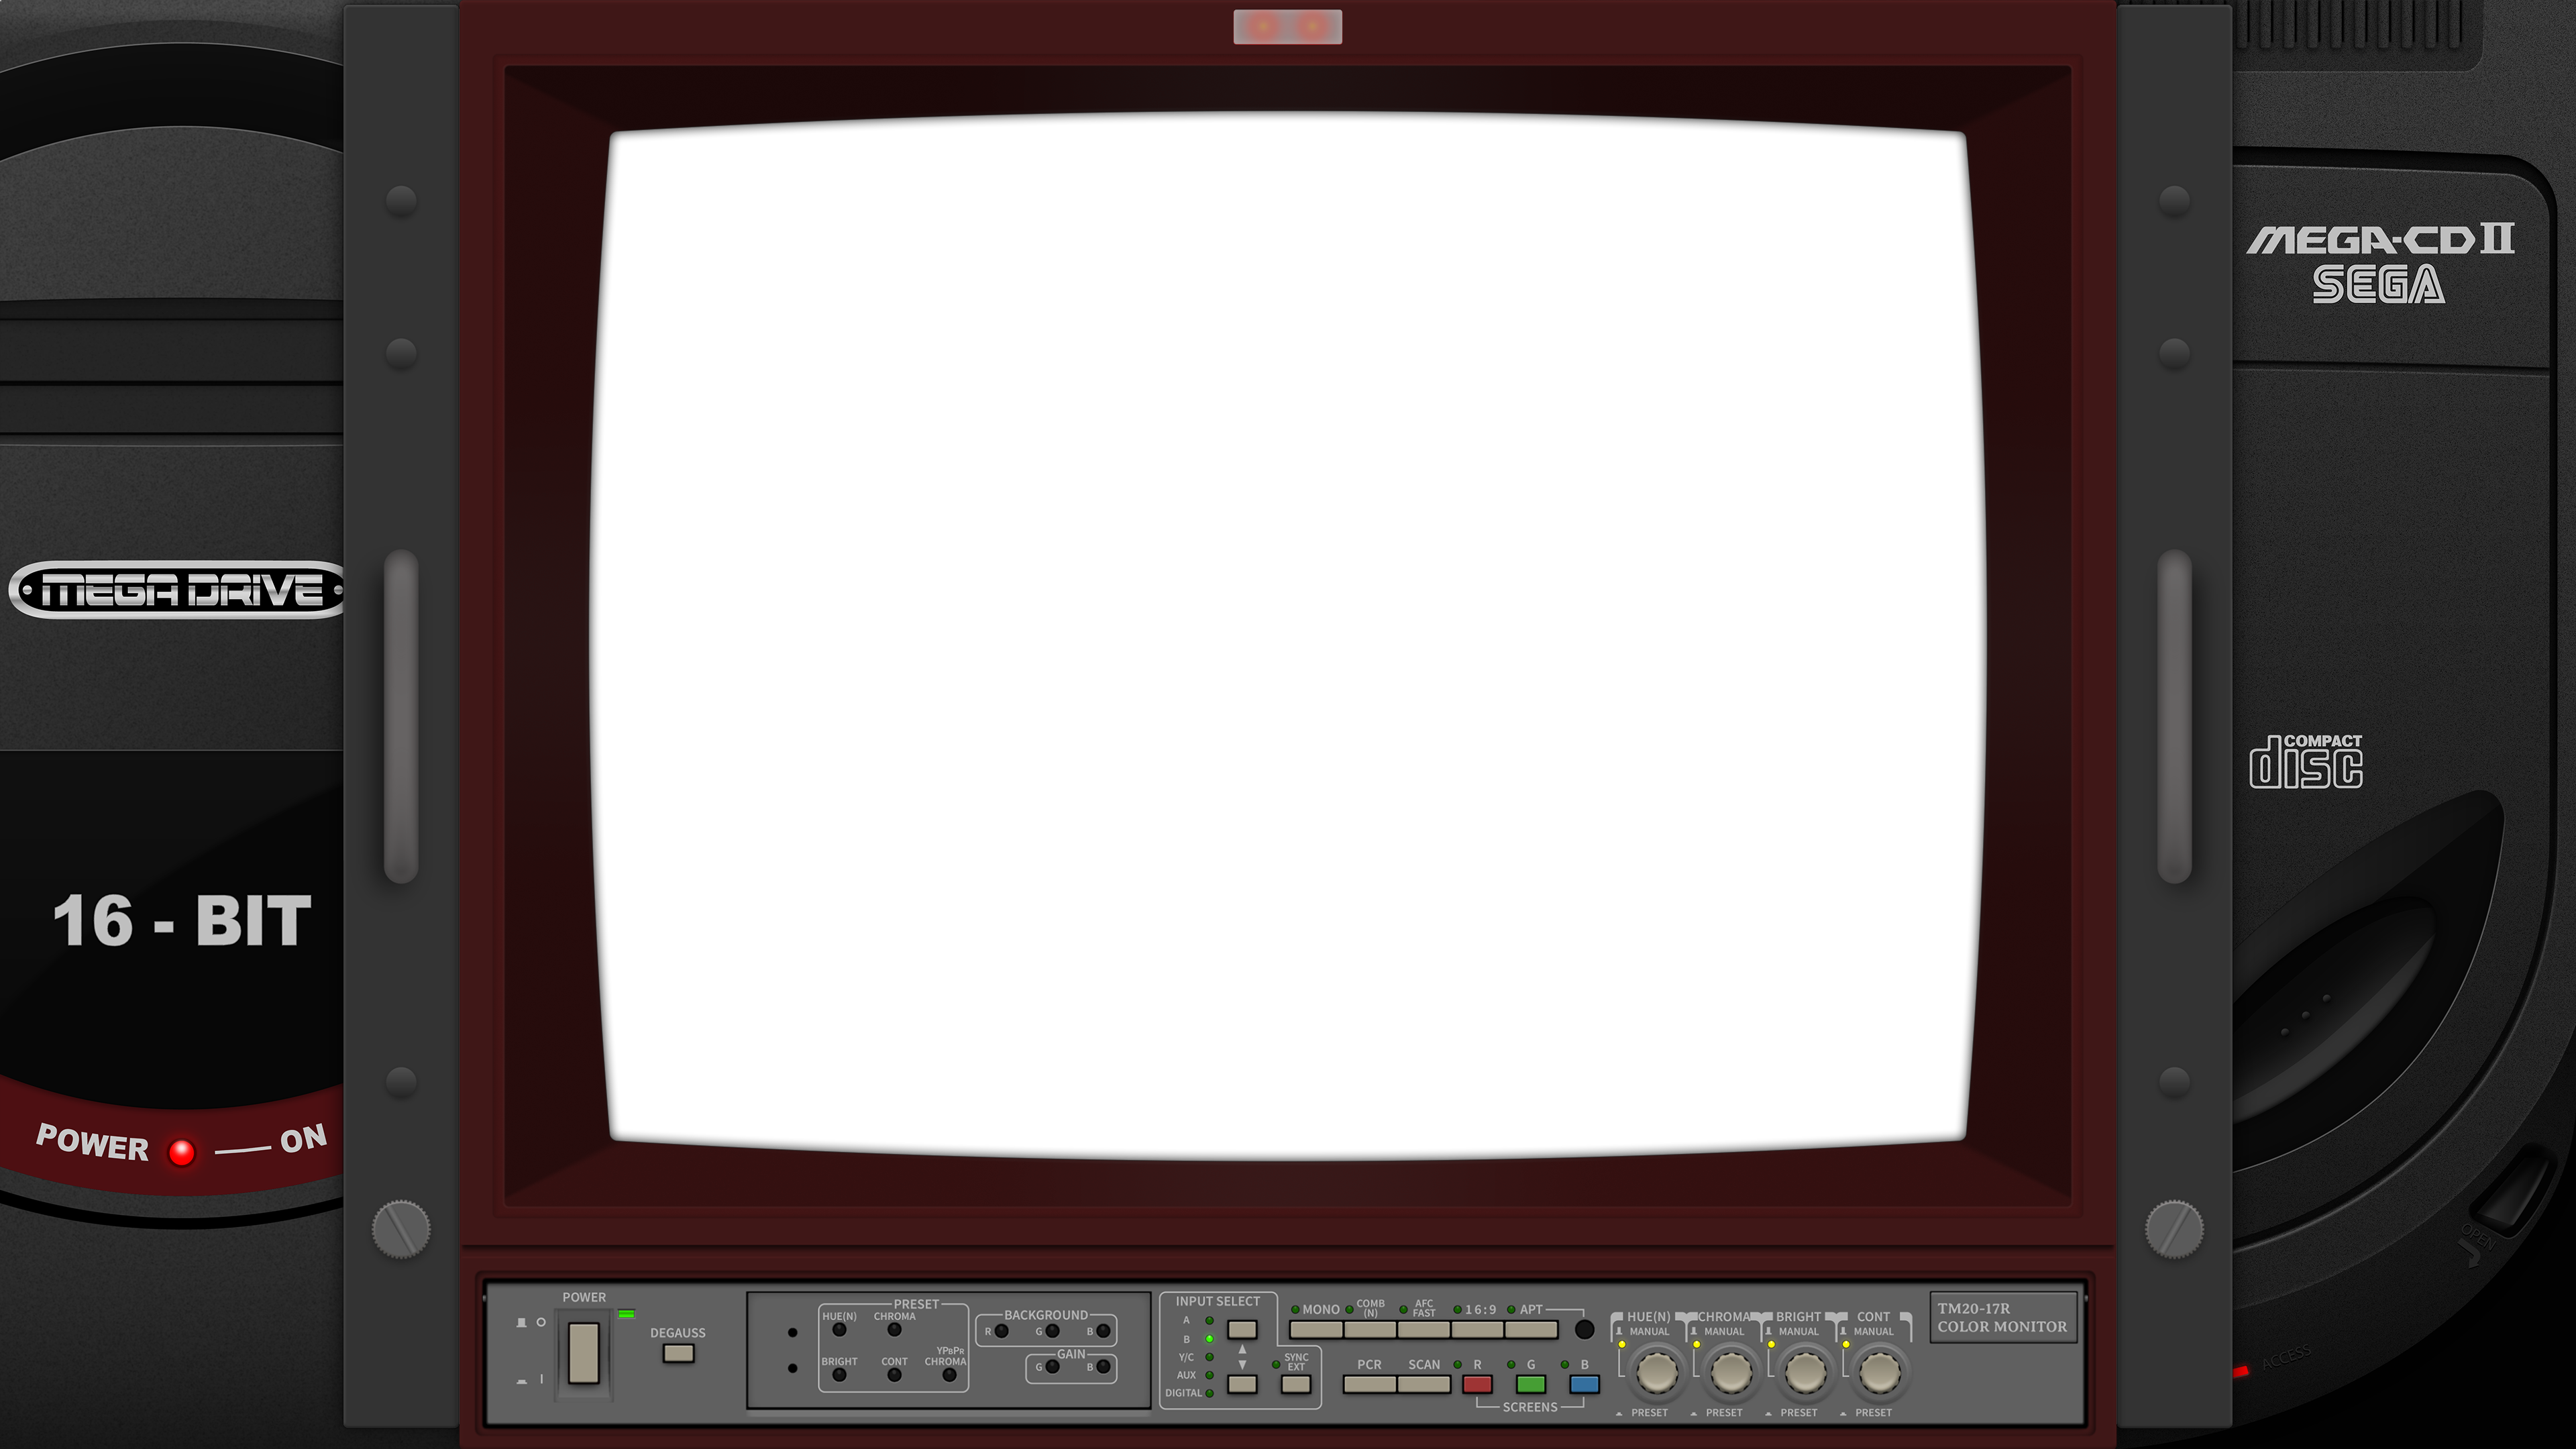 MEGA DRIVE
16 - BIT
POWER ON
MEGA-CD II
SEGA
COMPACT
disc
OPEN
ACCESS
POWER
DEGAUSS
PRESET
HUE(N) CHROMA
BRIGHT CONT YPBPR CHROMA
BACKGROUND
R G B
GAIN
G B
INPUT SELECT
A
B
Y/C
AUX
DIGITAL
SYNC
EXT
MONO COMB (N) AFC FAST 16:9 APT
PCR SCAN R G B
SCREENS
HUE(N) CHROMA BRIGHT CONT
MANUAL MANUAL MANUAL MANUAL
PRESET PRESET PRESET PRESET
TM20-17R
COLOR MONITOR